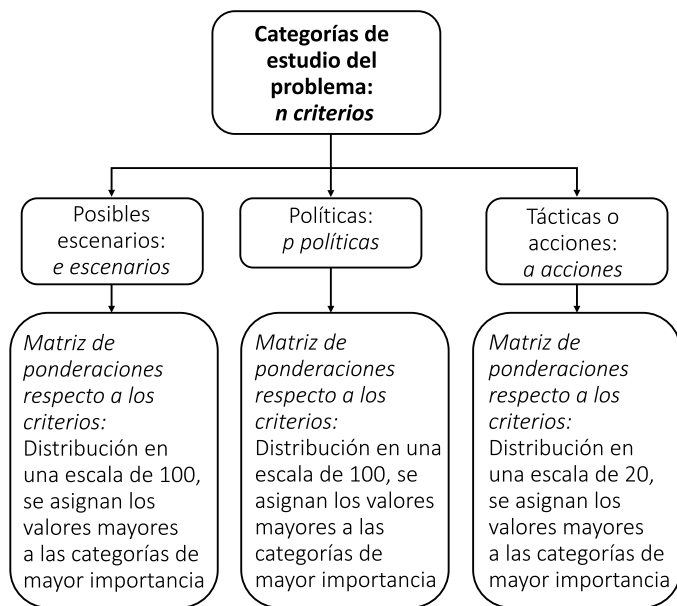 Categorías de
estudio del
problema:
n criterios
Posibles
escenarios:
e escenarios
Políticas:
p políticas
Tácticas o
acciones:
a acciones
Matriz de
ponderaciones
respecto a los
criterios:
Distribución en
una escala de 100,
se asignan los
valores mayores
a las categorías de
mayor importancia
Matriz de
ponderaciones
respecto a los
criterios:
Distribución en una
escala de 100, se
asignan los valores
mayores a las
categorías de
mayor importancia
Matriz de
ponderaciones
respecto a los
criterios:
Distribución en
una escala de 20,
se asignan los
valores mayores
a las categorías de
mayor importancia